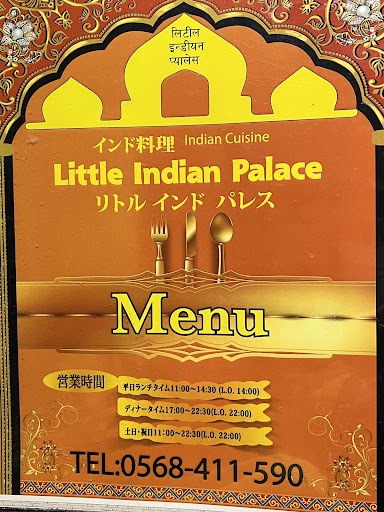 लिटील
इन्डीयन
प्यालेस
インド料理 Indian Cuisine
Little Indian Palace
リトル インド パレス
Menu
営業時間
平日ランチタイム11:00~14:30 (L.O. 14:00)
ディナータイム17:00~22:30(L.O. 22:00)
土日・祝日11:00~22:30(L.O. 22:00)
TEL:0568-411-590